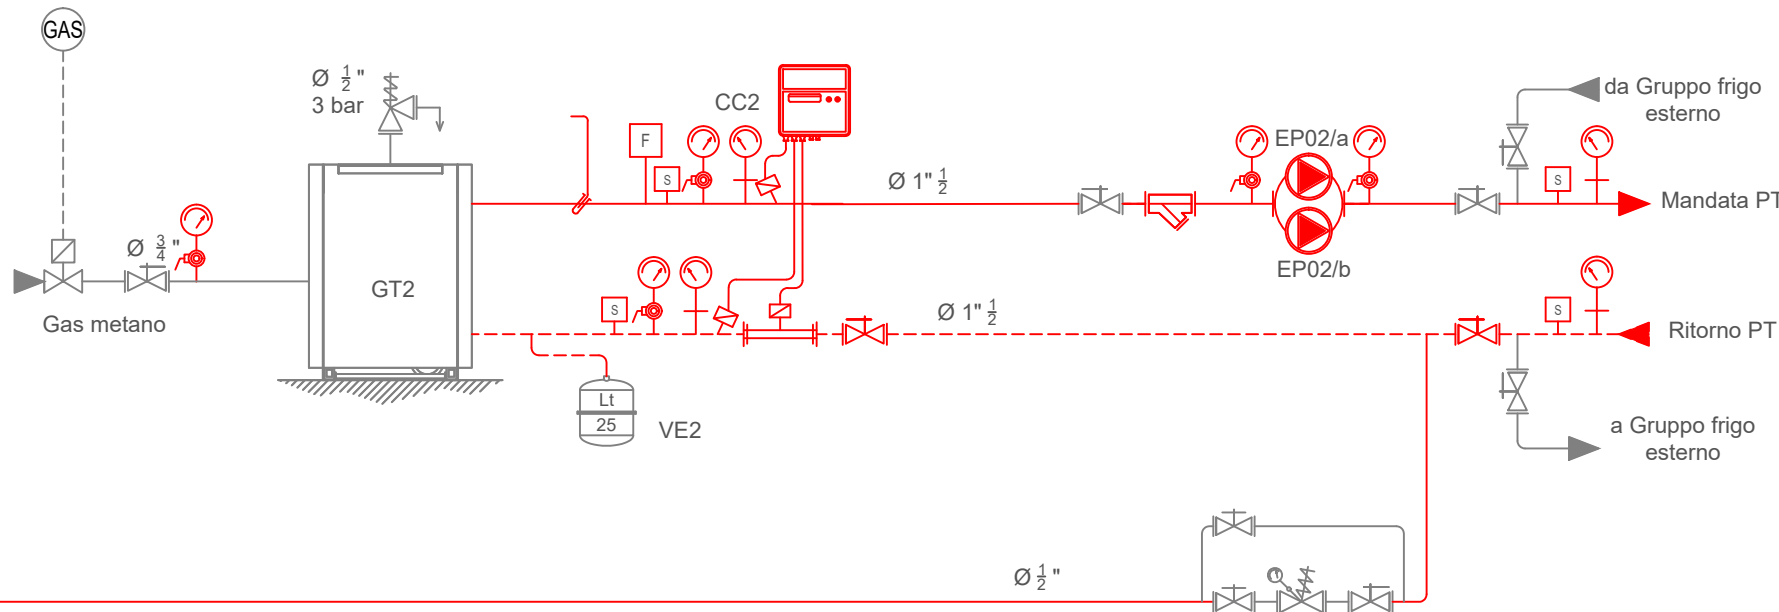 GAS
Ø 1/2 "
3 bar
CC2
da Gruppo frigo
esterno
F
EP02/a
S
Ø 1" 1/2
S
Mandata PT
Ø 3/4 "
EP02/b
GT2
S
S
Ø 1" 1/2
Gas metano
Ritorno PT
Lt
25
VE2
a Gruppo frigo
esterno
Ø 1/2 "